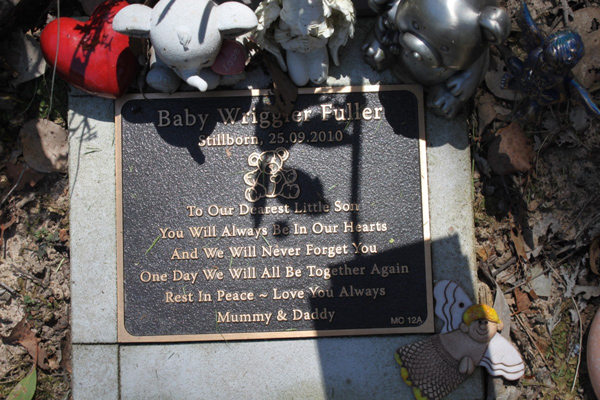 Baby Wriggler Fuller
Stillborn, 25.09.2010
To Our Dearest Little Son
You Will Always Be In Our Hearts
And We Will Never Forget You
One Day We Will All Be Together Again
Rest In Peace ~ Love You Always
Mummy & Daddy
MC 12A